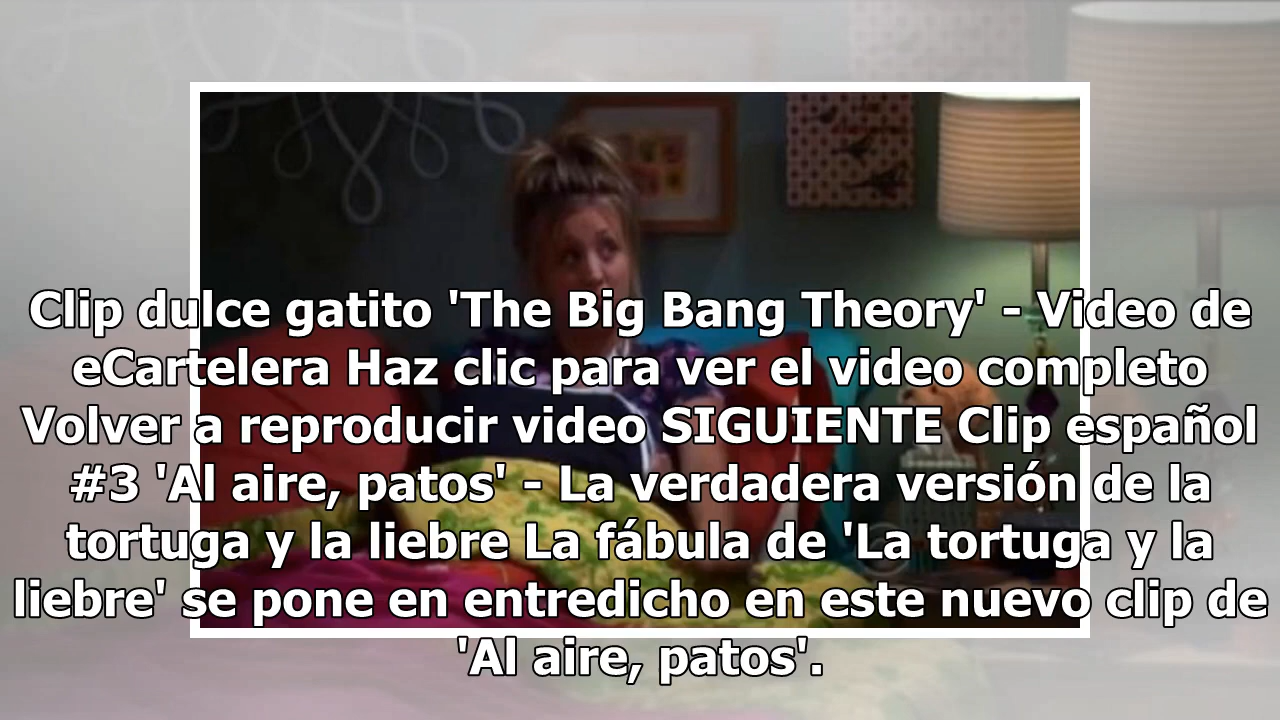 Clip dulce gatito 'The Big Bang Theory' - Video de
eCartelera Haz clic para ver el video completo
Volver a reproducir video SIGUIENTE Clip español
#3 'Al aire, patos' - La verdadera versión de la
tortuga y la liebre La fábula de 'La tortuga y la
liebre' se pone en entredicho en este nuevo clip de
'Al aire, patos'.